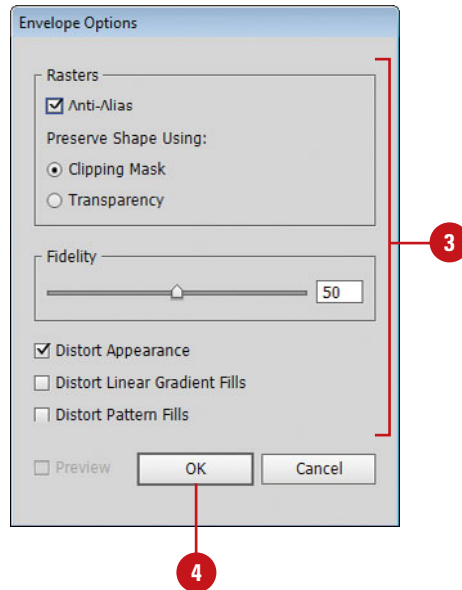 Envelope Options
Rasters
Anti-Alias
Preserve Shape Using:
Clipping Mask
Transparency
3
Fidelity
50
Distort Appearance
Distort Linear Gradient Fills
Distort Pattern Fills
Preview OK Cancel
4